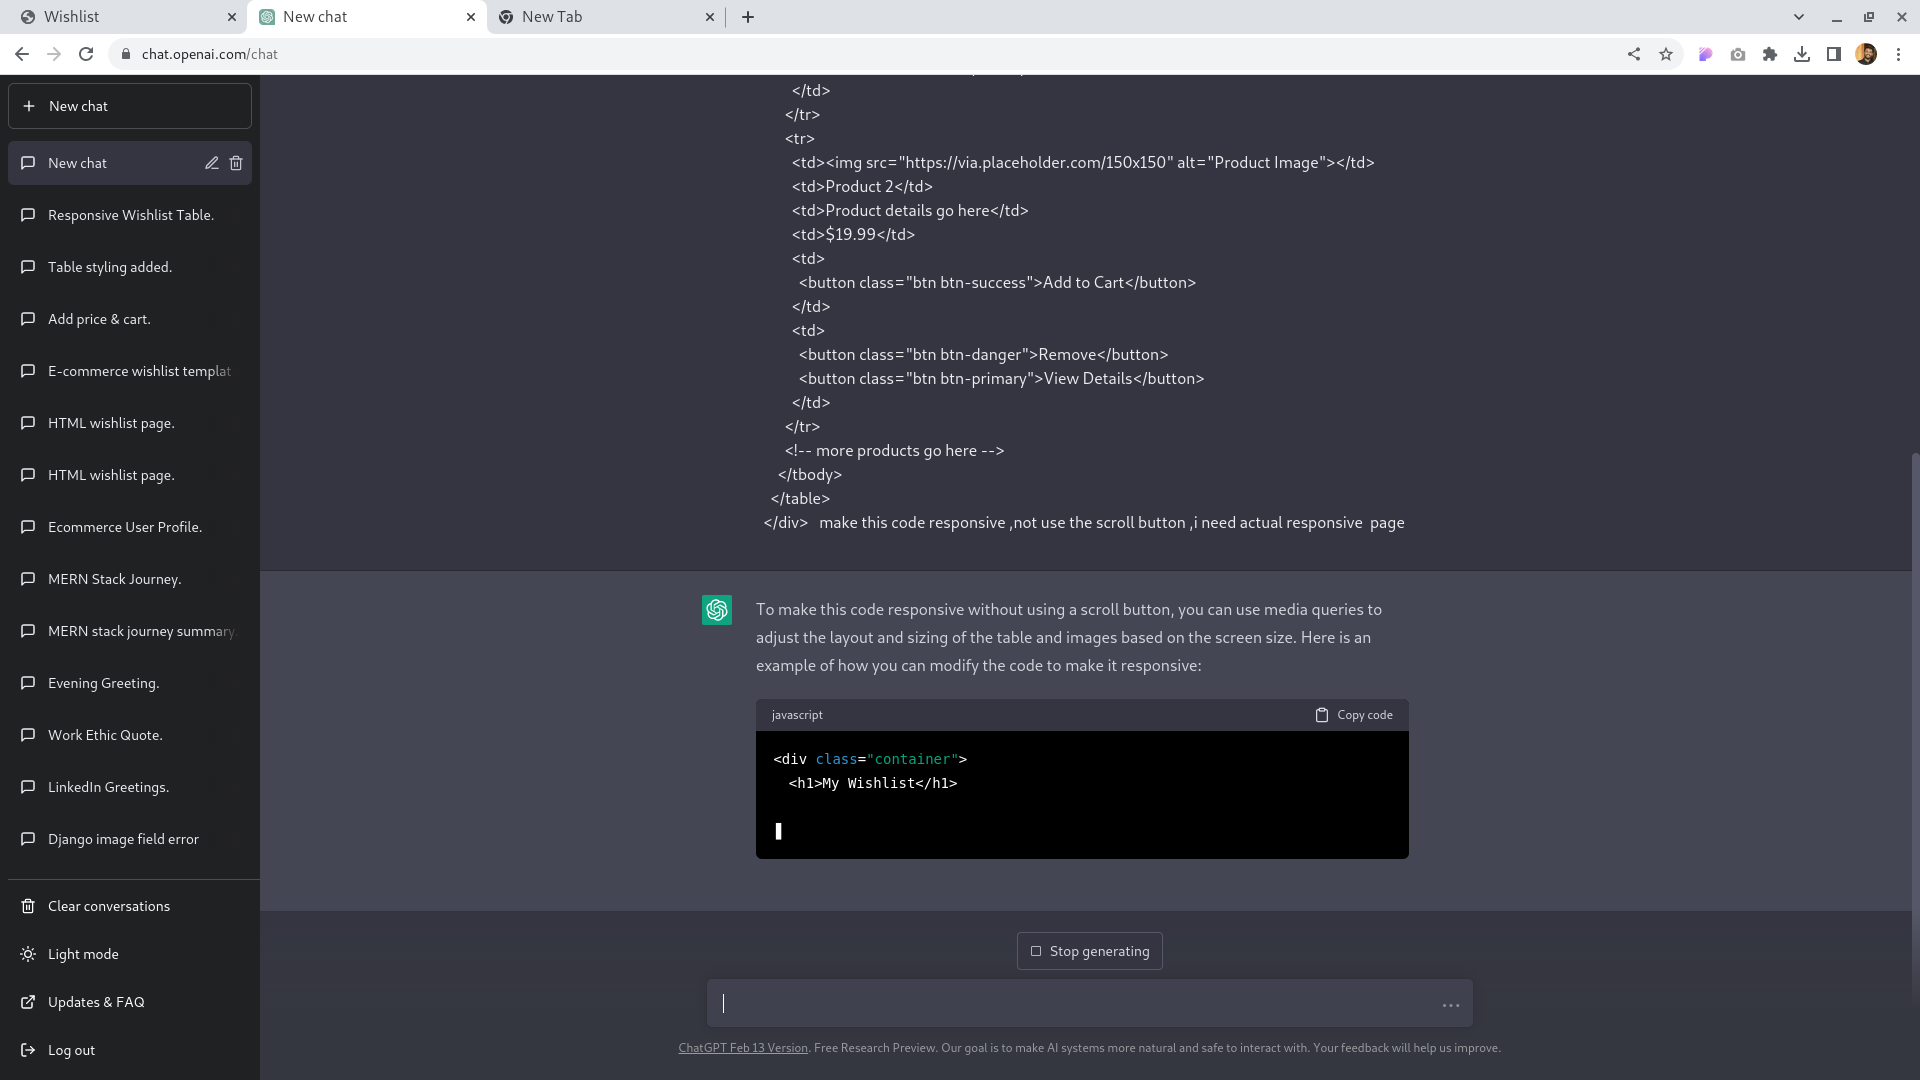 Wishlist
New chat
New Tab
chat.openai.com/chat
New chat
New chat
Responsive Wishlist Table.
Table styling added.
Add price & cart.
E-commerce wishlist templat
HTML wishlist page.
HTML wishlist page.
Ecommerce User Profile.
MERN Stack Journey.
MERN stack journey summary.
Evening Greeting.
Work Ethic Quote.
LinkedIn Greetings.
Django image field error
Clear conversations
Light mode
Updates & FAQ
Log out
</td>
</tr>
<tr>
<td><img src="https://via.placeholder.com/150x150" alt="Product Image"></td>
<td>Product 2</td>
<td>Product details go here</td>
<td>$19.99</td>
<td>
<button class="btn btn-success">Add to Cart</button>
</td>
<td>
<button class="btn btn-danger">Remove</button>
<button class="btn btn-primary">View Details</button>
</td>
</tr>
<!-- more products go here -->
</tbody>
</table>
</div> make this code responsive ,not use the scroll button ,i need actual responsive page
To make this code responsive without using a scroll button, you can use media queries to
adjust the layout and sizing of the table and images based on the screen size. Here is an
example of how you can modify the code to make it responsive:
javascript
Copy code
<div class="container">
<h1>My Wishlist</h1>
Stop generating
ChatGPT Feb 13 Version. Free Research Preview. Our goal is to make AI systems more natural and safe to interact with. Your feedback will help us improve.